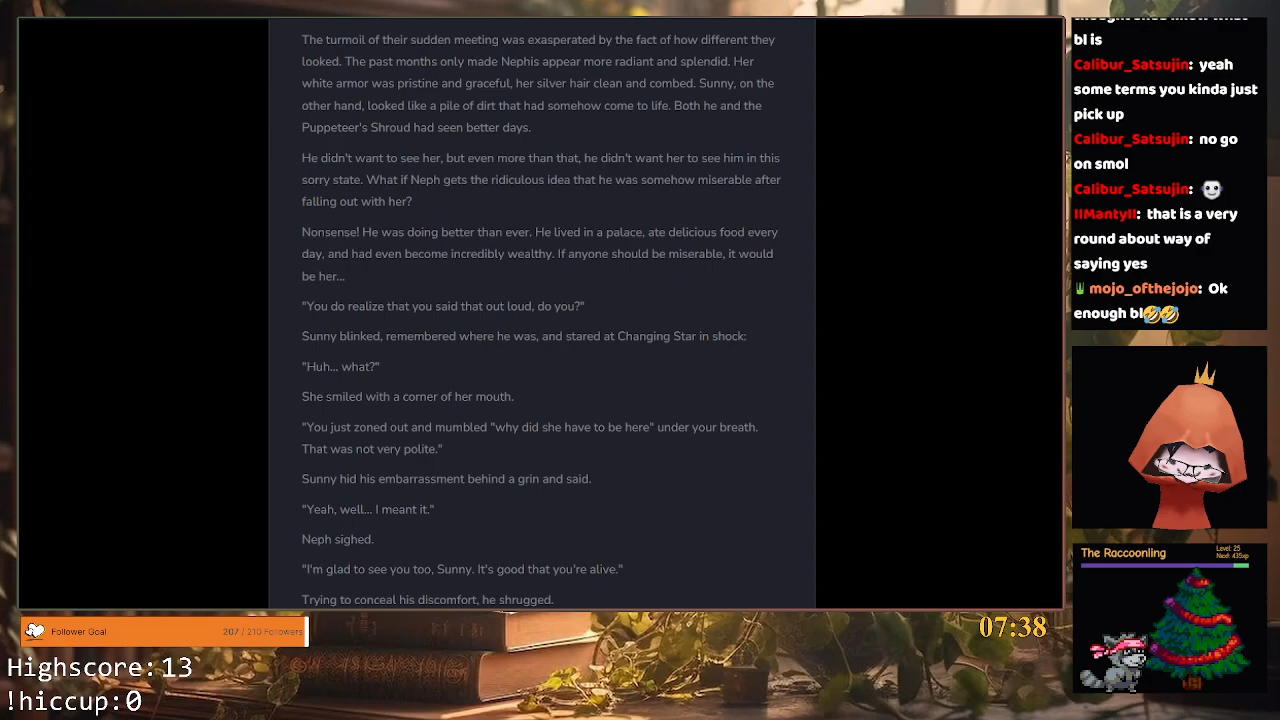 The turmoil of their sudden meeting was exasperated by the fact of how different they
looked. The past months only made Nephis appear more radiant and splendid. Her
white armor was pristine and graceful, her silver hair clean and combed. Sunny, on the
other hand, looked like a pile of dirt that had somehow come to life. Both he and the
Puppeteer's Shroud had seen better days.
He didn't want to see her, but even more than that, he didn't want her to see him in this
sorry state. What if Neph gets the ridiculous idea that he was somehow miserable after
falling out with her?
Nonsense! He was doing better than ever. He lived in a palace, ate delicious food every
day, and had even become incredibly wealthy. If anyone should be miserable, it would
be her...
"You do realize that you said that out loud, do you?"
Sunny blinked, remembered where he was, and stared at Changing Star in shock:
"Huh... what?"
She smiled with a corner of her mouth.
"You just zoned out and mumbled "why did she have to be here" under your breath.
That was not very polite."
Sunny hid his embarrassment behind a grin and said.
"Yeah, well... I meant it."
Neph sighed.
"I'm glad to see you too, Sunny. It's good that you're alive."
Trying to conceal his discomfort, he shrugged.
bl is
Calibur_Satsujin: yeah
some terms you kinda just
pick up
Calibur_Satsujin: no go
on smol
Calibur_Satsujin:
IIMantyII: that is a very
round about way of
saying yes
mojo_ofthejojo: Ok
enough bl🤣🤣
The Raccoonling
Level: 25
Next: 435xp
Follower Goal
207 / 210 Followers
07:38
Highscore:13
!hiccup:0